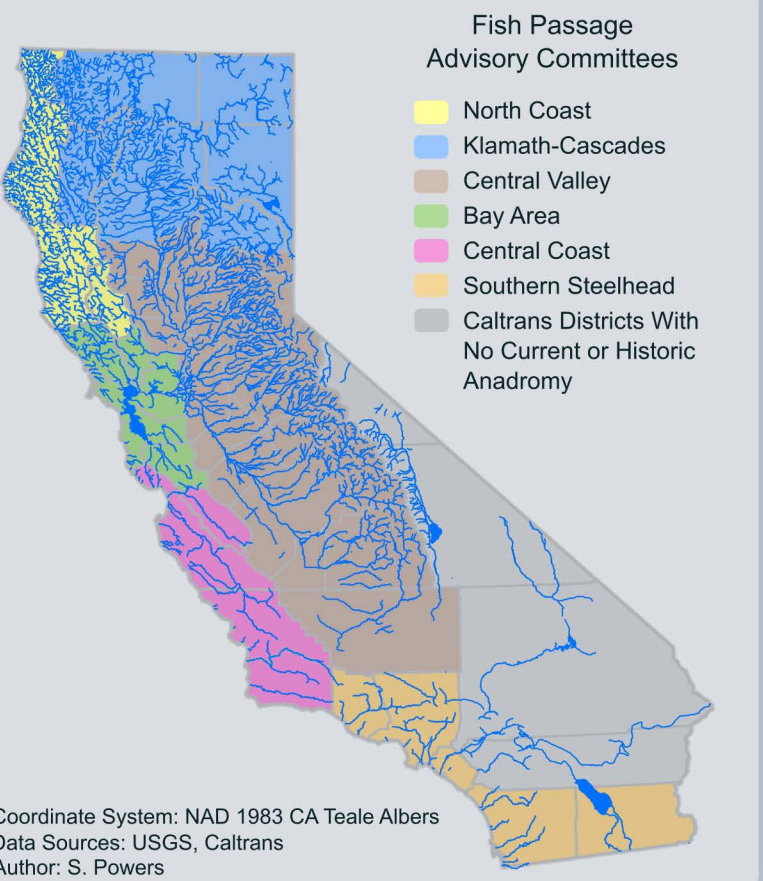 Fish Passage
Advisory Committees
North Coast
Klamath-Cascades
Central Valley
Bay Area
Central Coast
Southern Steelhead
Caltrans Districts With
No Current or Historic
Anadromy
Coordinate System: NAD 1983 CA Teale Albers
Data Sources: USGS, Caltrans
Author: S. Powers